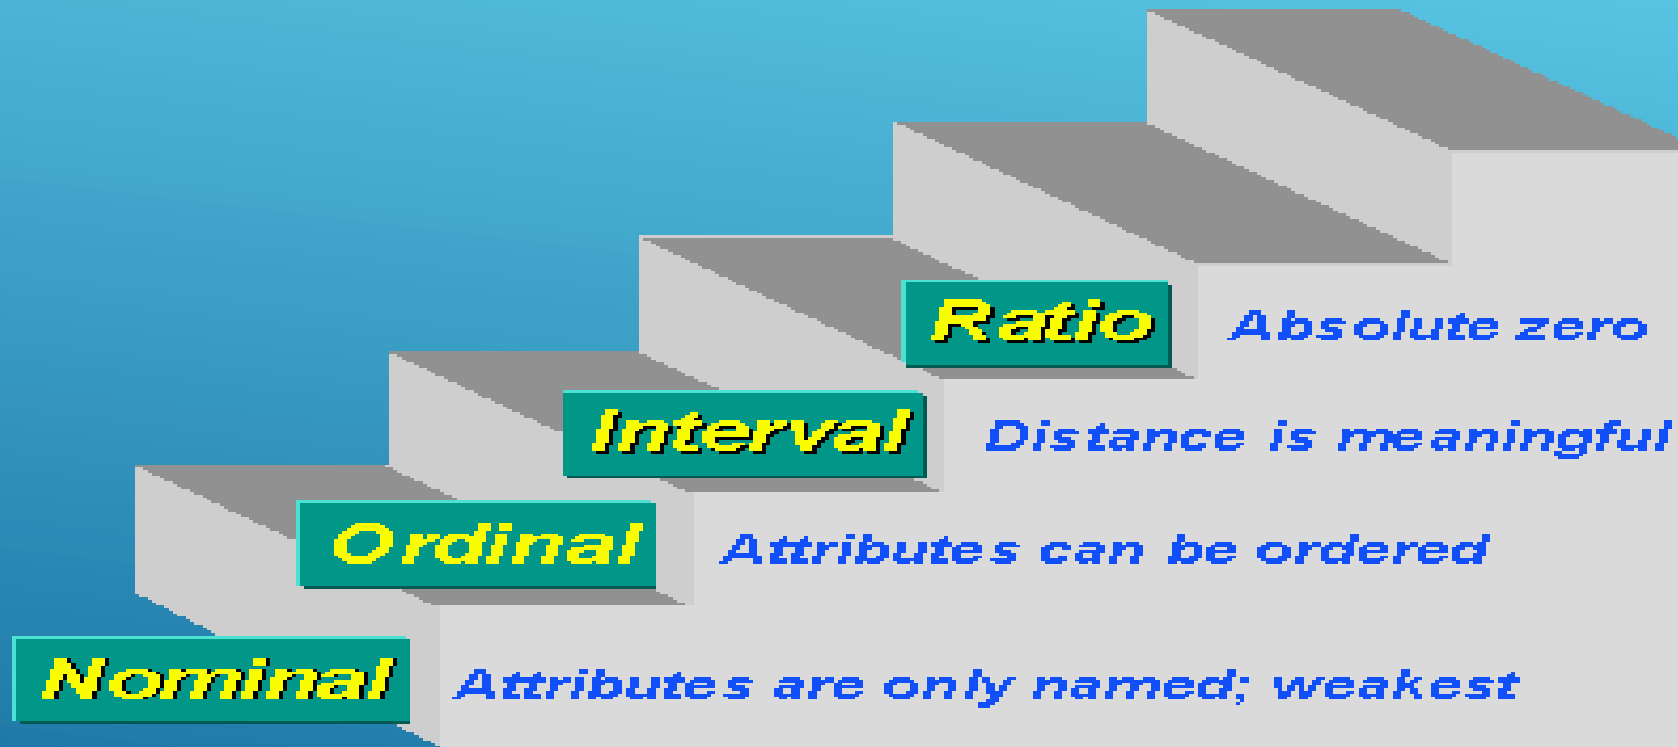 Ratio Absolute zero
Interval Distance is meaningful
Ordinal Attributes can be ordered
Nominal Attributes are only named; weakest